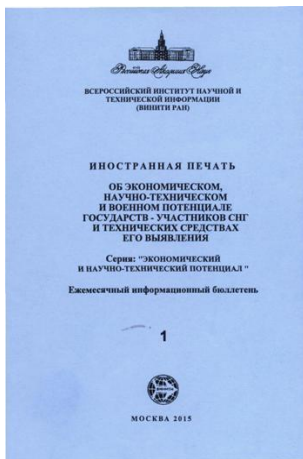 Российская Академия Наук
ВСЕРОССИЙСКИЙ ИНСТИТУТ НАУЧНОЙ И
ТЕХНИЧЕСКОЙ ИНФОРМАЦИИ
(ВИНИТИ РАН)
ИНОСТРАННАЯ ПЕЧАТЬ
ОБ ЭКОНОМИЧЕСКОМ,
НАУЧНО-ТЕХНИЧЕСКОМ
И ВОЕННОМ ПОТЕНЦИАЛЕ
ГОСУДАРСТВ - УЧАСТНИКОВ СНГ
И ТЕХНИЧЕСКИХ СРЕДСТВАХ
ЕГО ВЫЯВЛЕНИЯ
Серия: "ЭКОНОМИЧЕСКИЙ
И НАУЧНО-ТЕХНИЧЕСКИЙ ПОТЕНЦИАЛ "
Ежемесячный информационный бюллетень
1
МОСКВА 2015